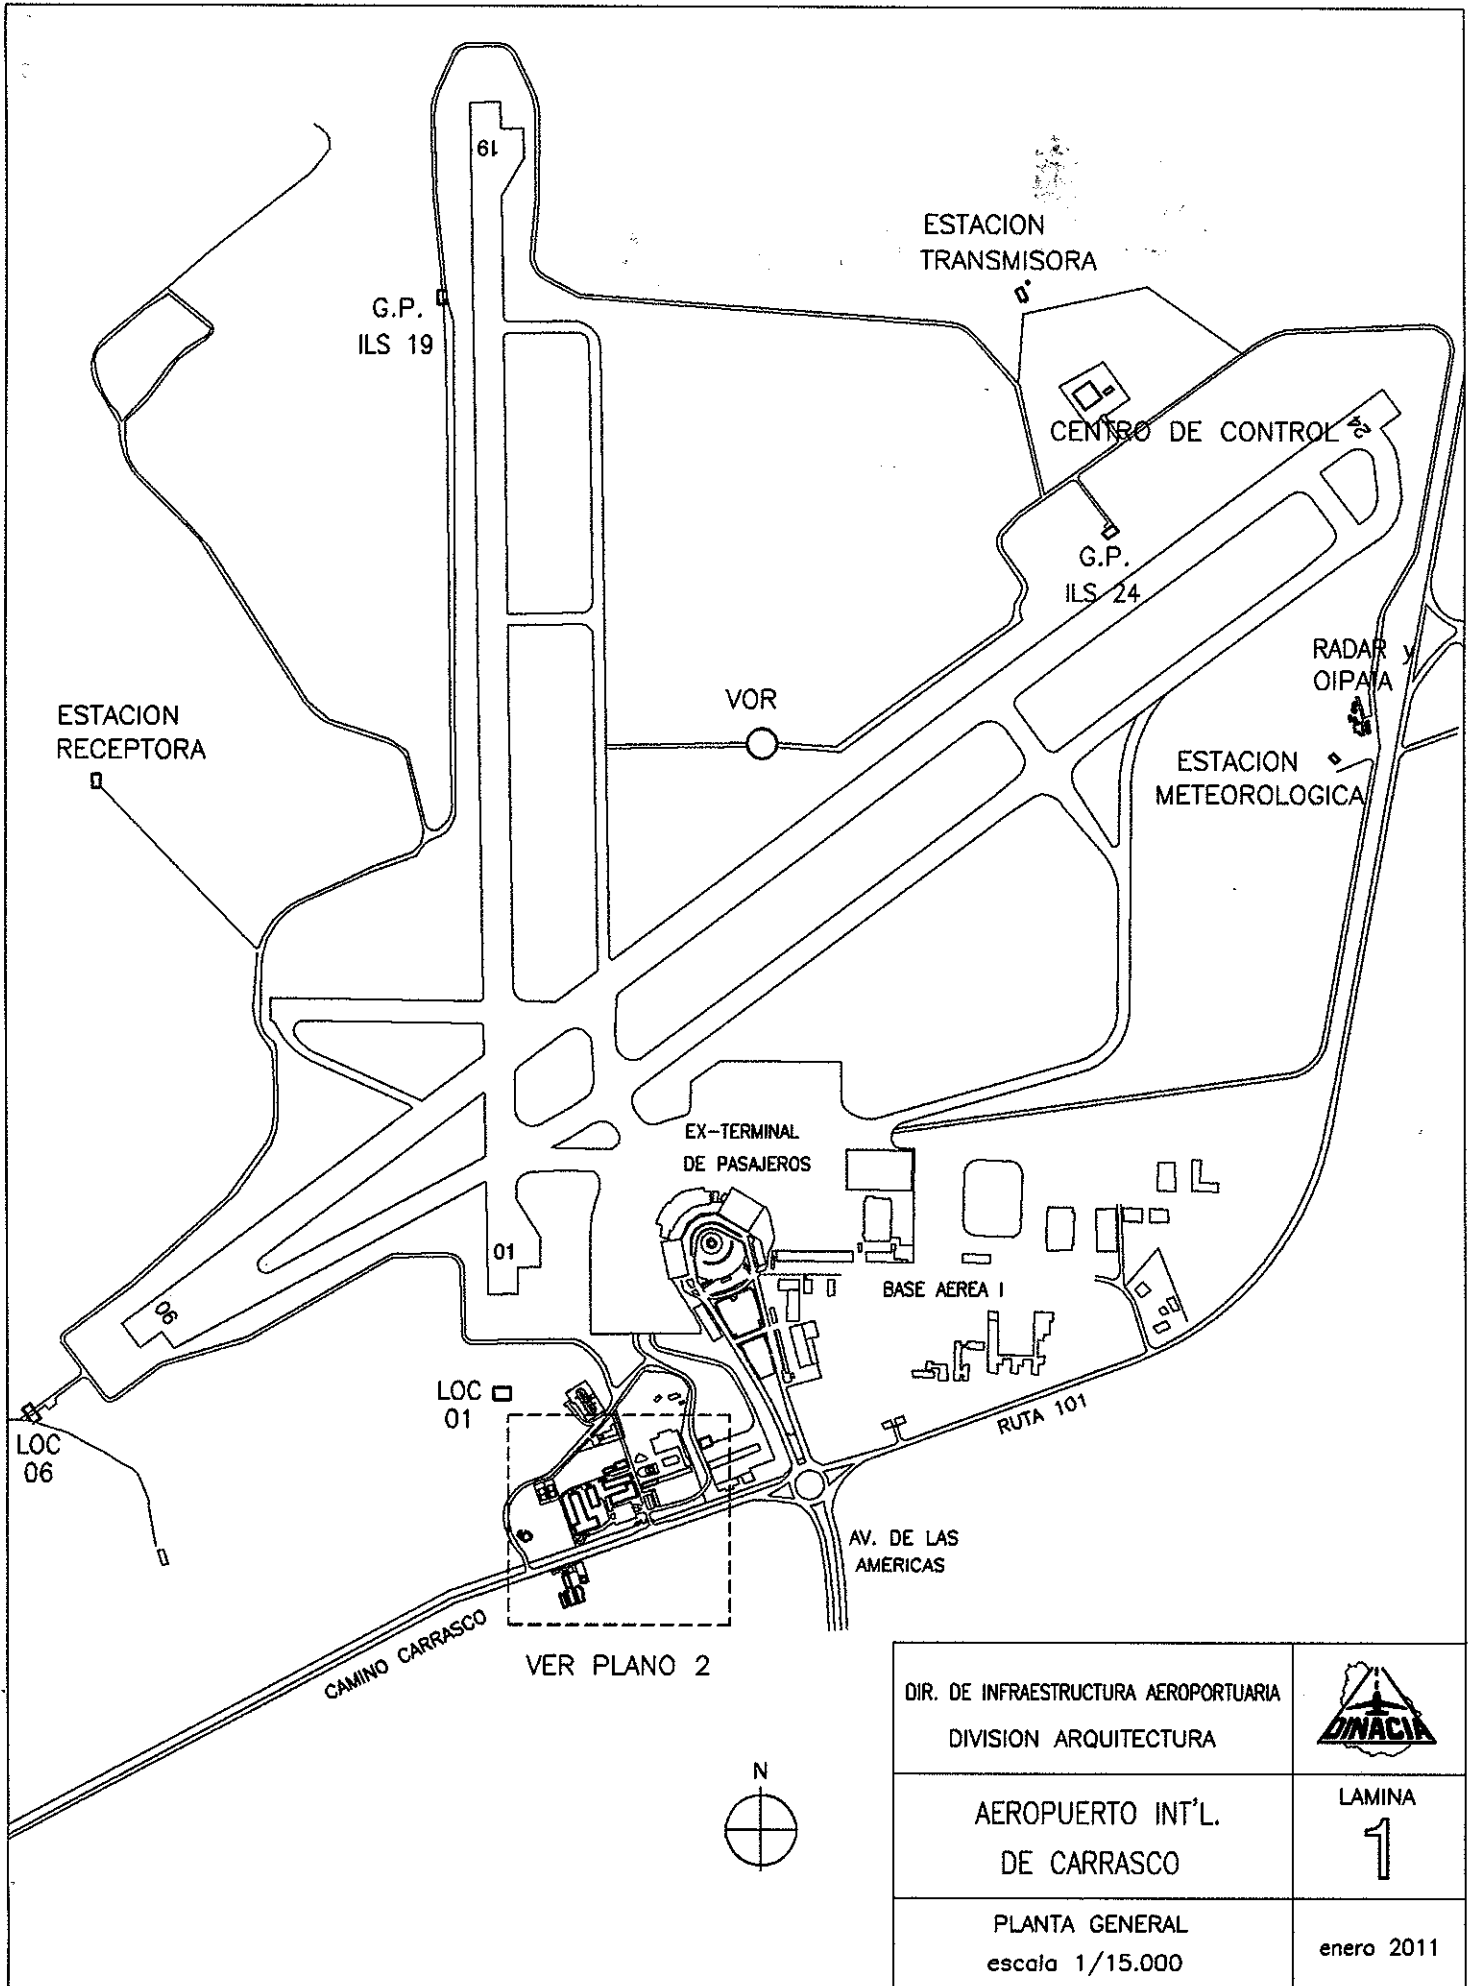 19
ESTACION
TRANSMISORA
G.P.
ILS 19
CENTRO DE CONTROL
24
G.P.
ILS 24
RADAR y
OIPAIA
VOR
ESTACION
RECEPTORA
ESTACION
METEOROLOGICA
EX-TERMINAL
DE PASAJEROS
01
BASE AEREA I
06
LOC
01
RUTA 101
LOC
06
AV. DE LAS
AMERICAS
CAMINO CARRASCO
VER PLANO 2
DIR. DE INFRAESTRUCTURA AEROPORTUARIA
DIVISION ARQUITECTURA
DINACIA
N
AEROPUERTO INT'L.
DE CARRASCO
LAMINA
1
PLANTA GENERAL
escala 1/15.000
enero 2011